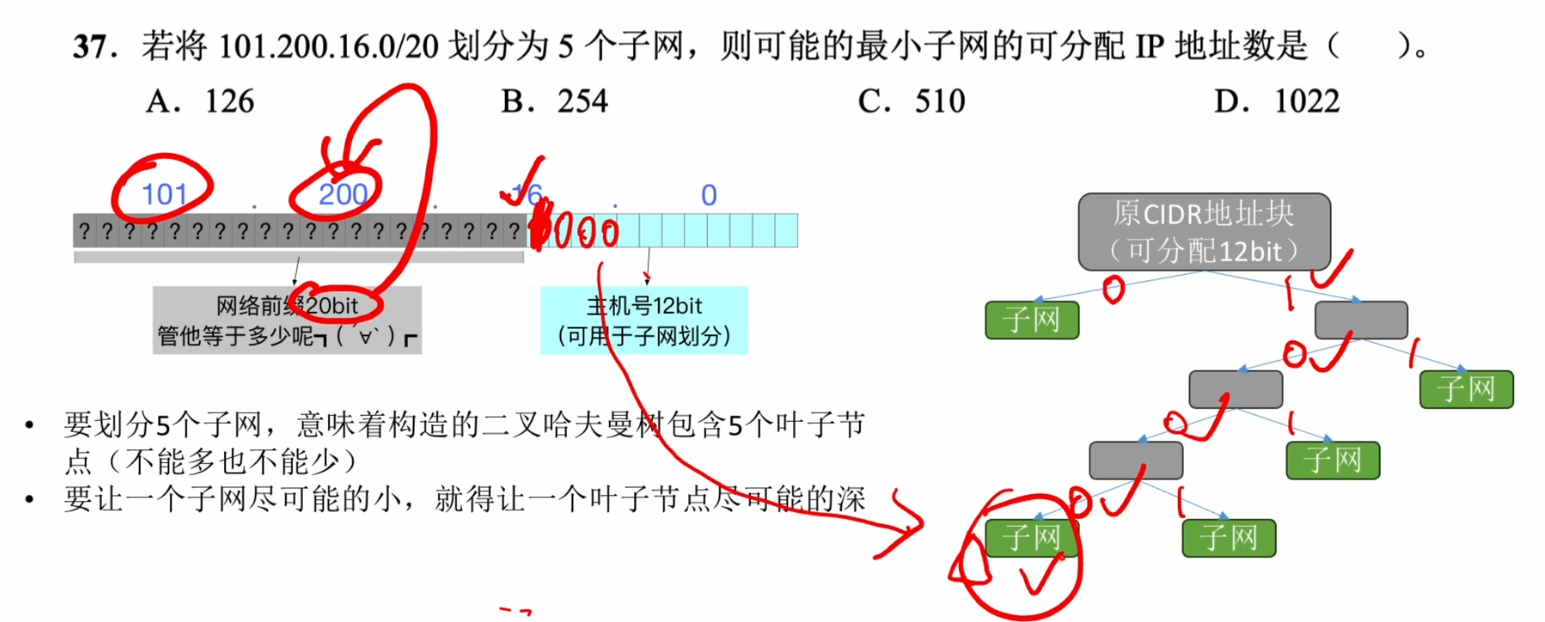 37. 若将 101.200.16.0/20 划分为 5 个子网，则可能的最小子网的可分配 IP 地址数是（　　）。
A. 126 B. 254 C. 510 D. 1022
101 . 200 . 16 . 0
? ? ? ? ? ? ? ? ? ? ? ? ? ? ? ? ? ? ? ? 1000
网络前缀20bit
管他等于多少呢┓(´∀`)┏
主机号12bit
（可用于子网划分）
• 要划分5个子网，意味着构造的二叉哈夫曼树包含5个叶子节
点（不能多也不能少）
• 要让一个子网尽可能的小，就得让一个叶子节点尽可能的深
原CIDR地址块
（可分配12bit）
0 1
子网
0 1
子网
0 1
子网
0 1
子网 子网